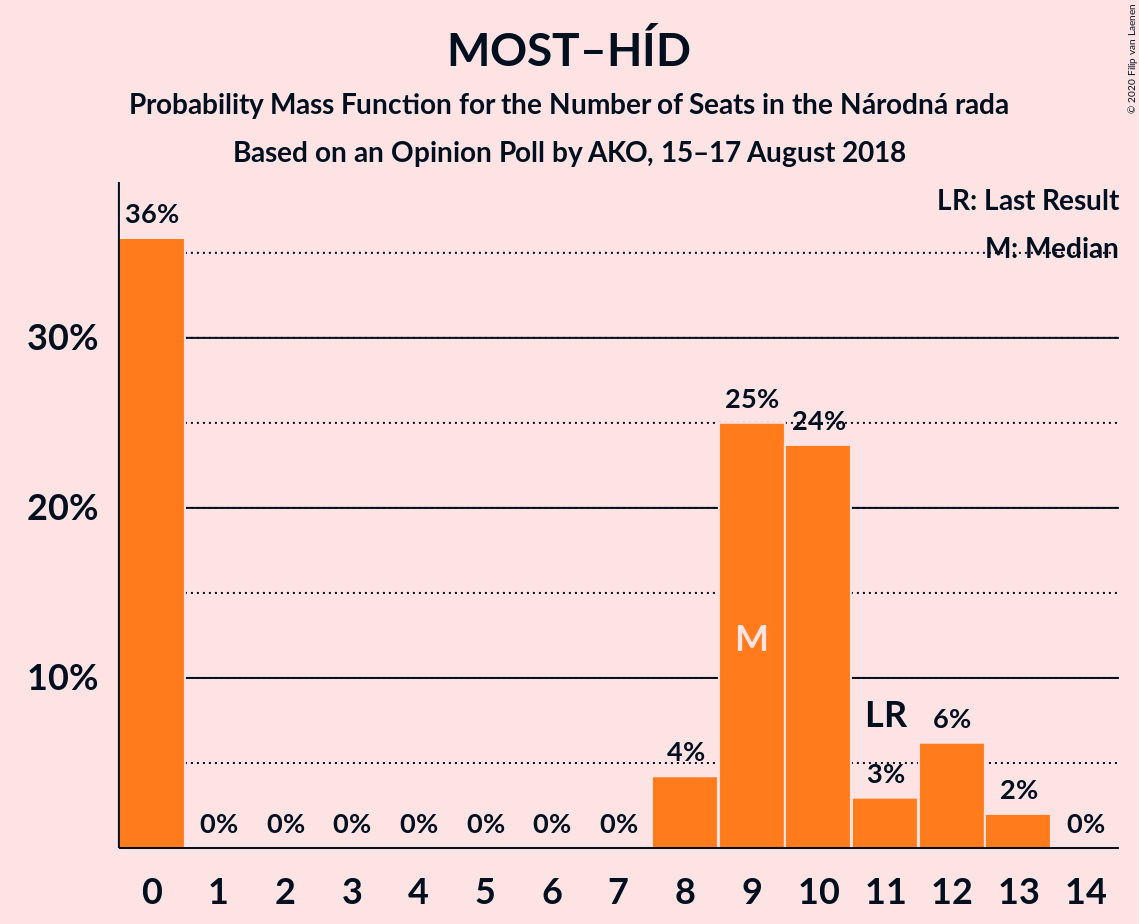 MOST–HÍD
Probability Mass Function for the Number of Seats in the Národná rada
Based on an Opinion Poll by AKO, 15–17 August 2018
© 2020 Filip van Laenen
LR: Last Result
M: Median
36%
30%
25%
24%
20%
M
10%
LR
6%
4%
3%
2%
0% 0% 0% 0% 0% 0% 0% 0%
0 1 2 3 4 5 6 7 8 9 10 11 12 13 14